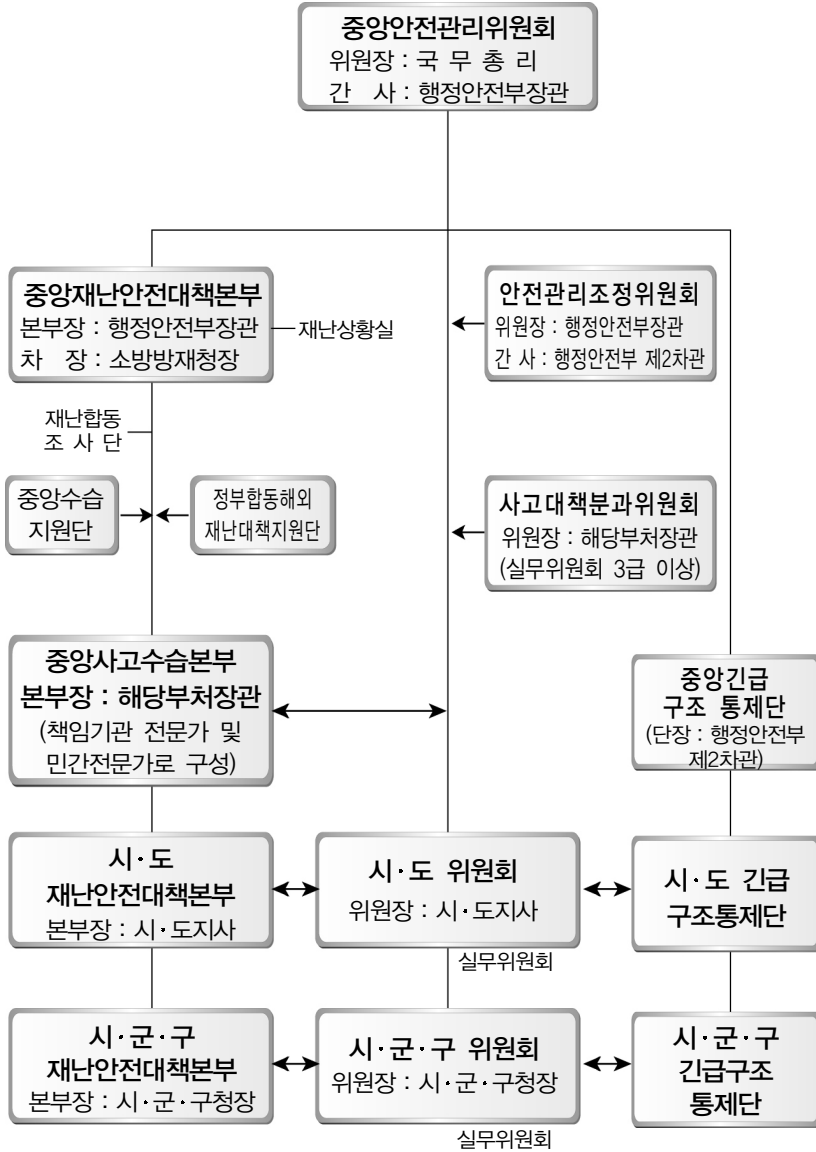 중앙안전관리위원회
위원장 : 국 무 총 리
간 사 : 행정안전부장관
중앙재난안전대책본부
본부장 : 행정안전부장관
차 장 : 소방방재청장
재난상황실
안전관리조정위원회
위원장 : 행정안전부장관
간 사 : 행정안전부 제2차관
재난합동
조 사 단
중앙수습
지원단
정부합동해외
재난대책지원단
사고대책분과위원회
위원장 : 해당부처장관
(실무위원회 3급 이상)
중앙사고수습본부
본부장 : 해당부처장관
(책임기관 전문가 및
민간전문가로 구성)
중앙긴급
구조 통제단
(단장 : 행정안전부
제2차관)
시·도
재난안전대책본부
본부장 : 시·도지사
시·도 위원회
위원장 : 시·도지사
실무위원회
시·도 긴급
구조통제단
시·군·구
재난안전대책본부
본부장 : 시·군·구청장
시·군·구 위원회
위원장 : 시·군·구청장
실무위원회
시·군·구
긴급구조
통제단